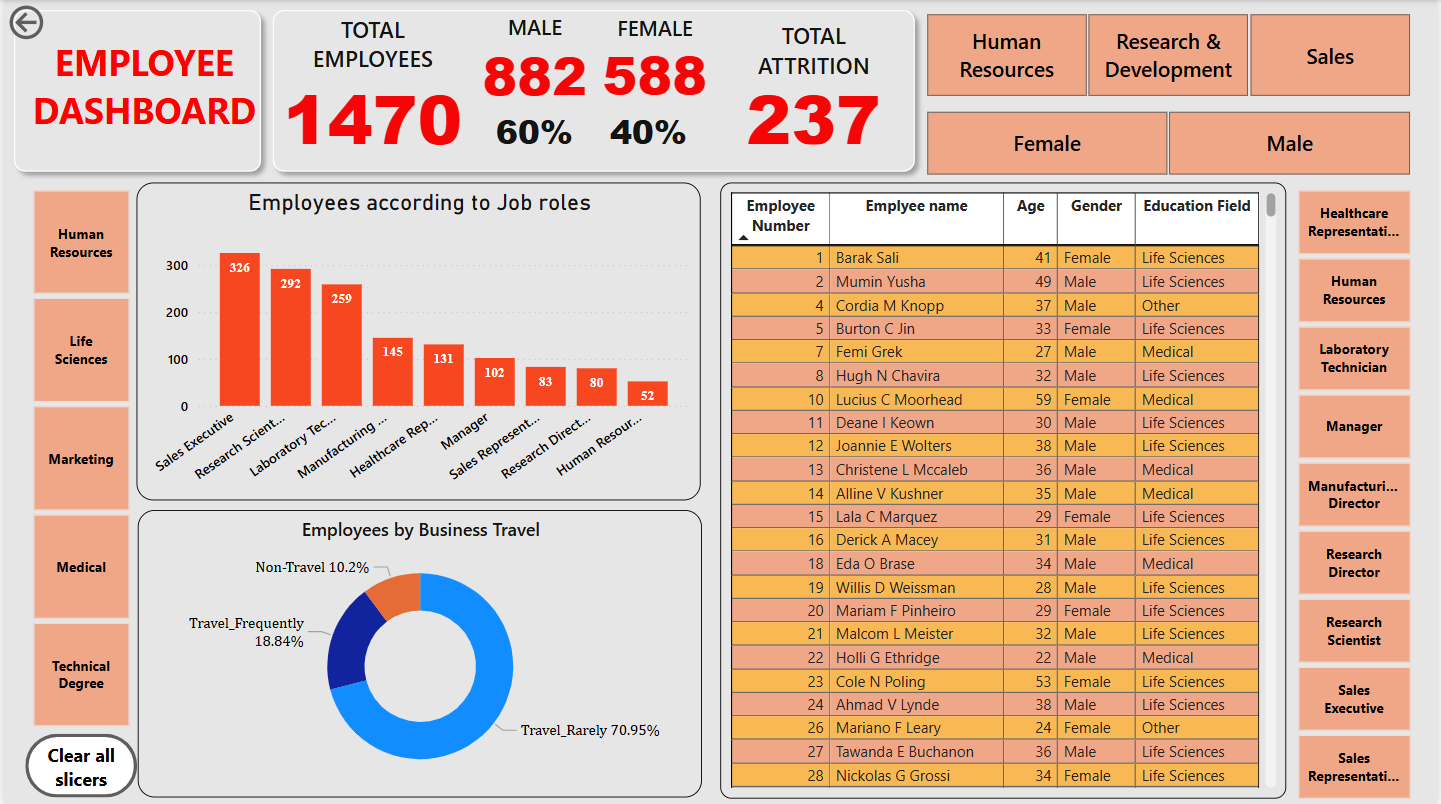 EMPLOYEE
DASHBOARD
TOTAL
EMPLOYEES
1470
MALE
882
60%
FEMALE
588
40%
TOTAL
ATTRITION
237
Human
Resources
Research &
Development
Sales
Female
Male
Human
Resources
Life
Sciences
Marketing
Medical
Technical
Degree
Clear all
slicers
Employees according to Job roles
300
200
100
0
326
292
259
145
131
102
83
80
52
Sales Executive
Research Scient...
Laboratory Tec...
Manufacturing ...
Healthcare Rep...
Manager
Sales Represent...
Research Direct...
Human Resour...
Employees by Business Travel
Non-Travel 10.2%
Travel_Frequently
18.84%
Travel_Rarely 70.95%
Employee Number Emplyee name Age Gender Education Field
1 Barak Sali 41 Female Life Sciences
2 Mumin Yusha 49 Male Life Sciences
4 Cordia M Knopp 37 Male Other
5 Burton C Jin 33 Female Life Sciences
7 Femi Grek 27 Male Medical
8 Hugh N Chavira 32 Male Life Sciences
10 Lucius C Moorhead 59 Female Medical
11 Deane I Keown 30 Male Life Sciences
12 Joannie E Wolters 38 Male Life Sciences
13 Christene L Mccaleb 36 Male Medical
14 Alline V Kushner 35 Male Medical
15 Lala C Marquez 29 Female Life Sciences
16 Derick A Macey 31 Male Life Sciences
18 Eda O Brase 34 Male Medical
19 Willis D Weissman 28 Male Life Sciences
20 Mariam F Pinheiro 29 Female Life Sciences
21 Malcom L Meister 32 Male Life Sciences
22 Holli G Ethridge 22 Male Medical
23 Cole N Poling 53 Female Life Sciences
24 Ahmad V Lynde 38 Male Life Sciences
26 Mariano F Leary 24 Female Other
27 Tawanda E Buchanon 36 Male Life Sciences
28 Nickolas G Grossi 34 Female Life Sciences
Healthcare
Representati...
Human
Resources
Laboratory
Technician
Manager
Manufacturi...
Director
Research
Director
Research
Scientist
Sales
Executive
Sales
Representati...